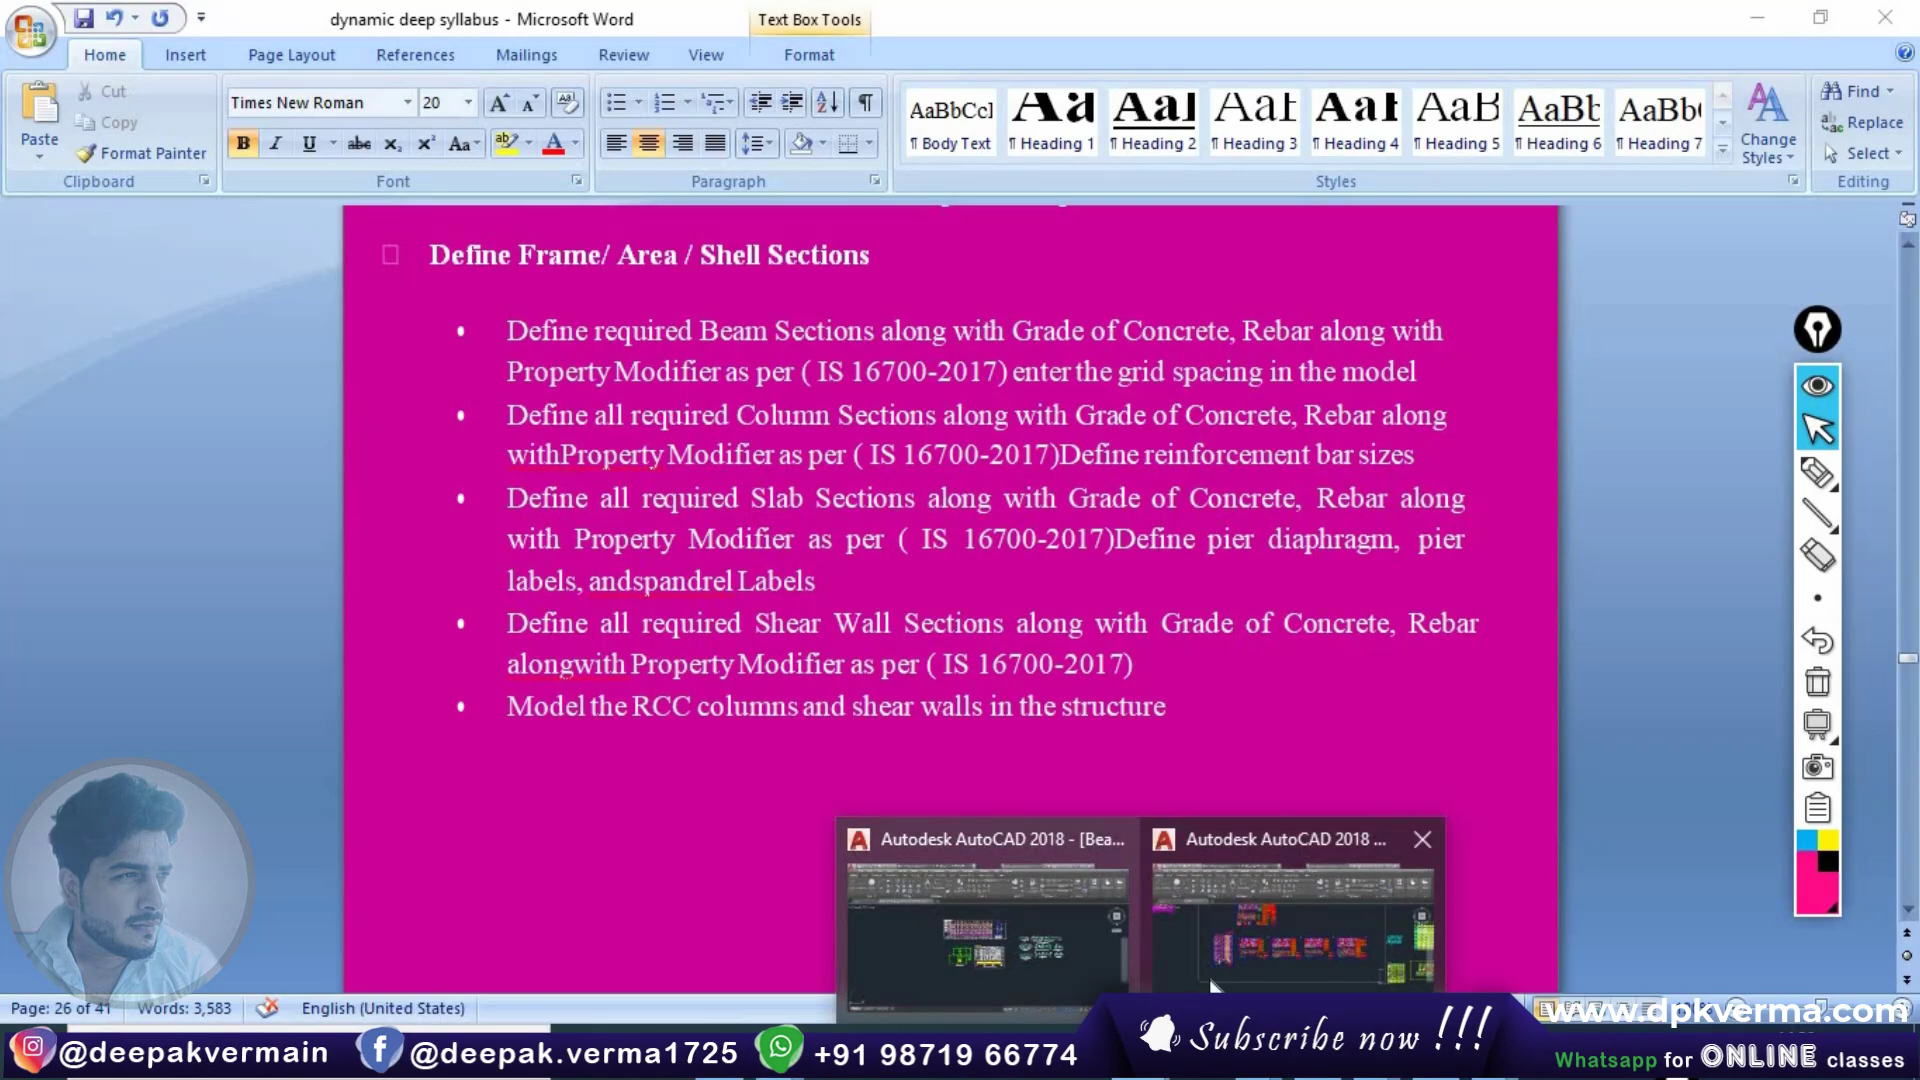 dynamic deep syllabus - Microsoft Word
Text Box Tools
Home
Insert
Page Layout
References
Mailings
Review
View
Format
Paste
Cut
Copy
Format Painter
Clipboard
Times New Roman
20
Font
Paragraph
AaBbCcI
¶ Body Text
¶ Heading 1
¶ Heading 2
¶ Heading 3
¶ Heading 4
¶ Heading 5
¶ Heading 6
¶ Heading 7
Change
Styles
Styles
Find
Replace
Select
Editing
Define Frame/ Area / Shell Sections
• Define required Beam Sections along with Grade of Concrete, Rebar along with
Property Modifier as per ( IS 16700-2017) enter the grid spacing in the model
• Define all required Column Sections along with Grade of Concrete, Rebar along
withProperty Modifier as per ( IS 16700-2017)Define reinforcement bar sizes
• Define all required Slab Sections along with Grade of Concrete, Rebar along
with Property Modifier as per ( IS 16700-2017)Define pier diaphragm, pier
labels, andspandrel Labels
• Define all required Shear Wall Sections along with Grade of Concrete, Rebar
alongwith Property Modifier as per ( IS 16700-2017)
• Model the RCC columns and shear walls in the structure
Autodesk AutoCAD 2018 - [Bea...
Autodesk AutoCAD 2018 ...
Page: 26 of 41
Words: 3,583
English (United States)
www.dpkverma.com
@deepakvermain
@deepak.verma1725
+91 98719 66774
Subscribe now !!!
Whatsapp for ONLINE classes